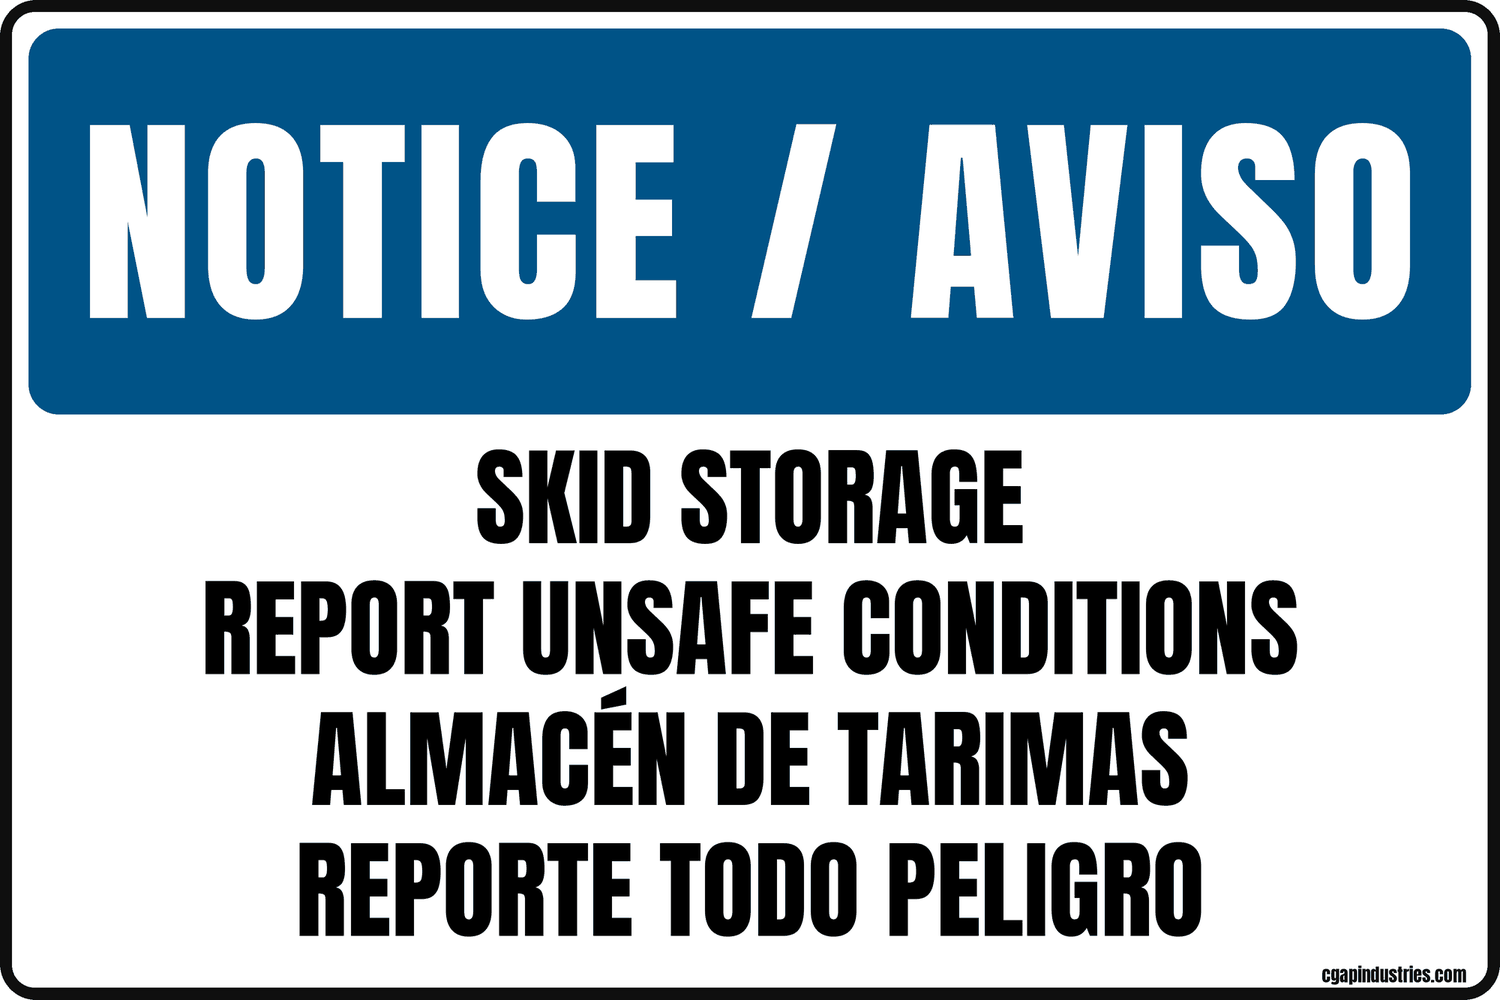 NOTICE / AVISO
SKID STORAGE
REPORT UNSAFE CONDITIONS
ALMACÉN DE TARIMAS
REPORTE TODO PELIGRO
cgapindustries.com